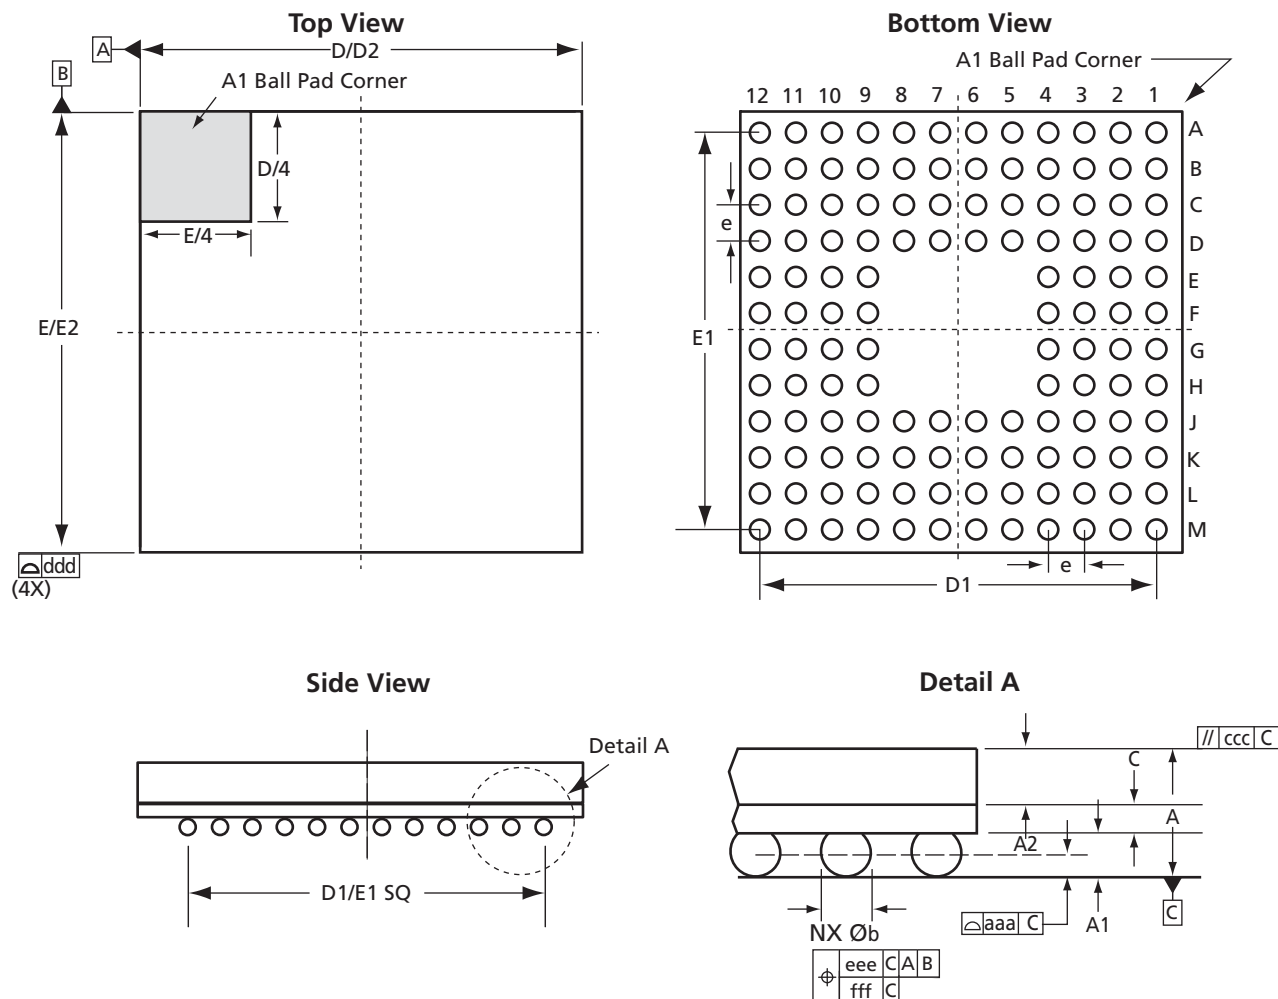 Top View
A
D/D2
B
A1 Ball Pad Corner
D/4
E/4
E/E2
ddd
(4X)
Bottom View
A1 Ball Pad Corner
12 11 10 9 8 7 6 5 4 3 2 1
A
B
C
e
D
E
F
E1
G
H
J
K
L
M
e
D1
Side View
Detail A
D1/E1 SQ
Detail A
// ccc C
C
A
A2
aaa C
A1
C
NX Øb
eee C A B
fff C